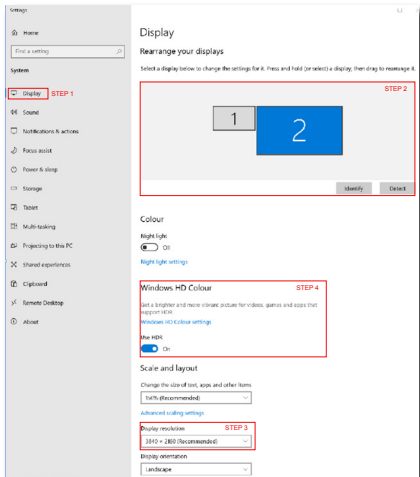 Settings
Home
Find a setting
System
Display
STEP 1
Sound
Notifications & actions
Focus assist
Power & sleep
Storage
Tablet
Multi-tasking
Projecting to this PC
Shared experiences
Clipboard
Remote Desktop
About
Display
Rearrange your displays
Select a display below to change the settings for it. Press and hold (or select) a display, then drag to rearrange it.
STEP 2
1
2
Identify
Detect
Colour
Night light
Off
Night light settings
Windows HD Colour
STEP 4
Get a brighter and more vibrant picture for videos, games and apps that
support HDR.
Windows HD Colour settings
Use HDR
On
Scale and layout
Change the size of text, apps and other items
(Recommended)
Advanced scaling settings
Display resolution
STEP 3
3840 × 2160 (Recommended)
Display orientation
Landscape